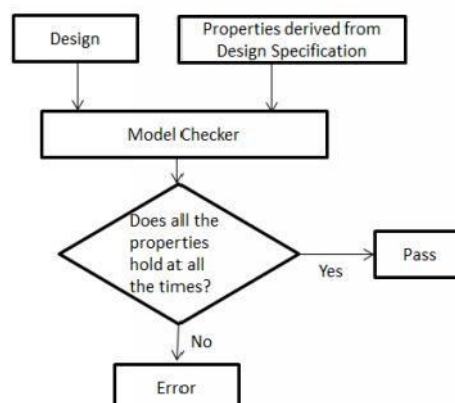 Design
Properties derived from
Design Specification
Model Checker
Does all the
properties
hold at all
the times?
Yes
Pass
No
Error